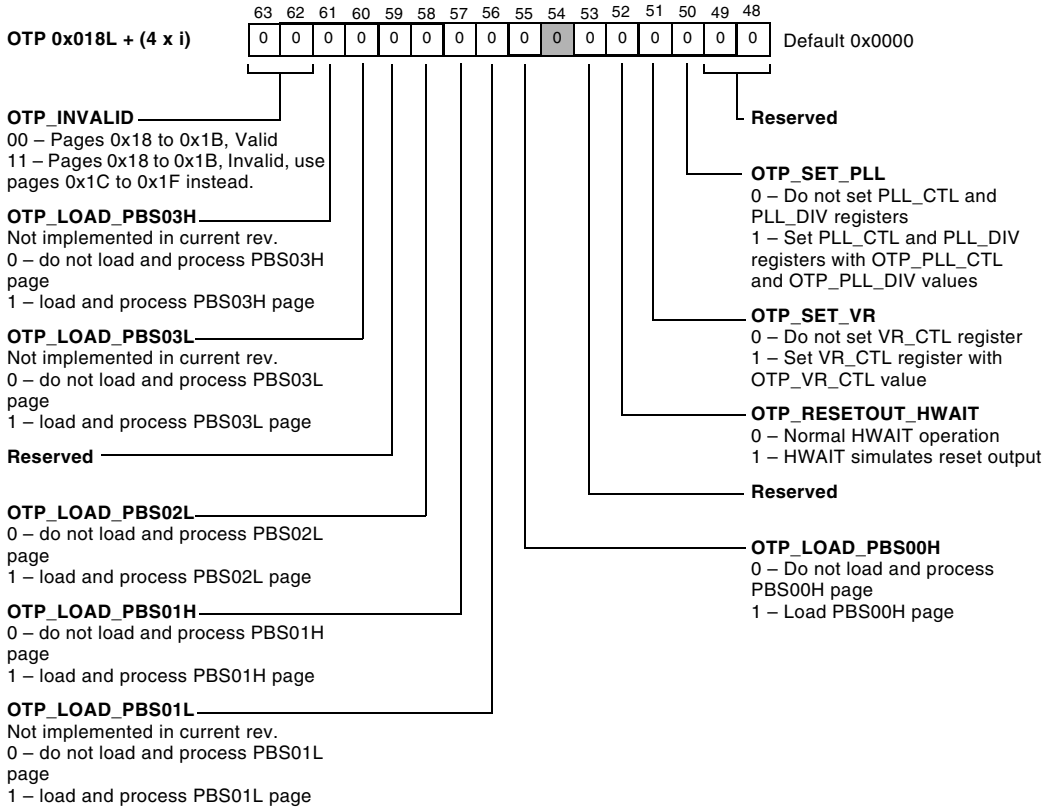 63 62 61 60 59 58 57 56 55 54 53 52 51 50 49 48
OTP 0x018L + (4 x i)
0 0 0 0 0 0 0 0 0 0 0 0 0 0 0 0
Default 0x0000
OTP_INVALID
00 – Pages 0x18 to 0x1B, Valid
11 – Pages 0x18 to 0x1B, Invalid, use
pages 0x1C to 0x1F instead.
OTP_LOAD_PBS03H
Not implemented in current rev.
0 – do not load and process PBS03H
page
1 – load and process PBS03H page
OTP_LOAD_PBS03L
Not implemented in current rev.
0 – do not load and process PBS03L
page
1 – load and process PBS03L page
Reserved
OTP_LOAD_PBS02L
0 – do not load and process PBS02L
page
1 – load and process PBS02L page
OTP_LOAD_PBS01H
0 – do not load and process PBS01H
page
1 – load and process PBS01H page
OTP_LOAD_PBS01L
Not implemented in current rev.
0 – do not load and process PBS01L
page
1 – load and process PBS01L page
Reserved
OTP_SET_PLL
0 – Do not set PLL_CTL and
PLL_DIV registers
1 – Set PLL_CTL and PLL_DIV
registers with OTP_PLL_CTL
and OTP_PLL_DIV values
OTP_SET_VR
0 – Do not set VR_CTL register
1 – Set VR_CTL register with
OTP_VR_CTL value
OTP_RESETOUT_HWAIT
0 – Normal HWAIT operation
1 – HWAIT simulates reset output
Reserved
OTP_LOAD_PBS00H
0 – Do not load and process
PBS00H page
1 – Load PBS00H page